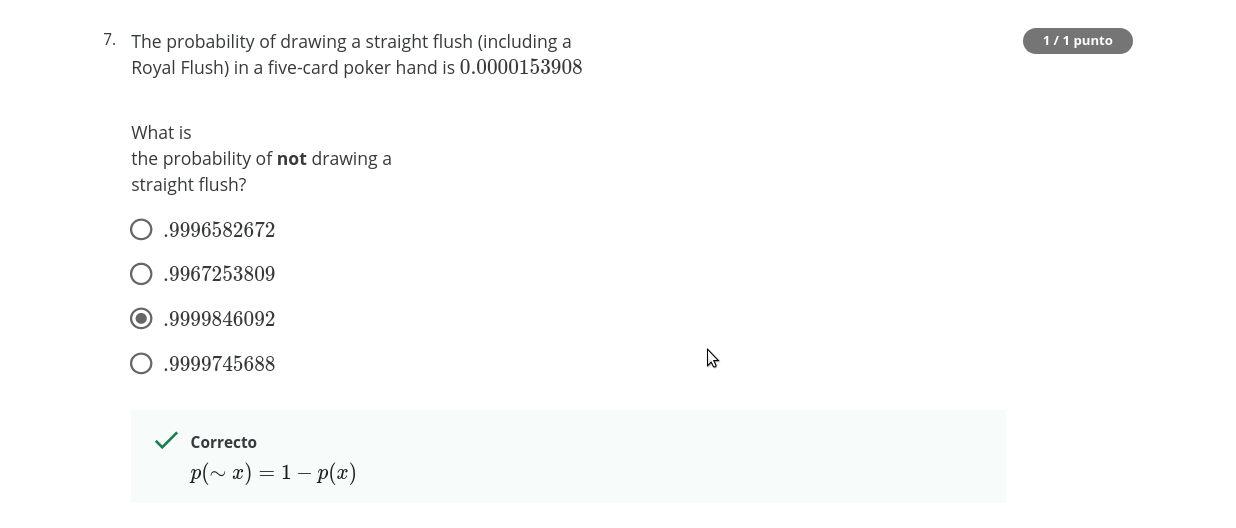 7. The probability of drawing a straight flush (including a
Royal Flush) in a five-card poker hand is 0.0000153908
1 / 1 punto
What is
the probability of not drawing a
straight flush?
.9996582672
.9967253809
.9999846092
.9999745688
Correcto
p(∼ x) = 1 − p(x)